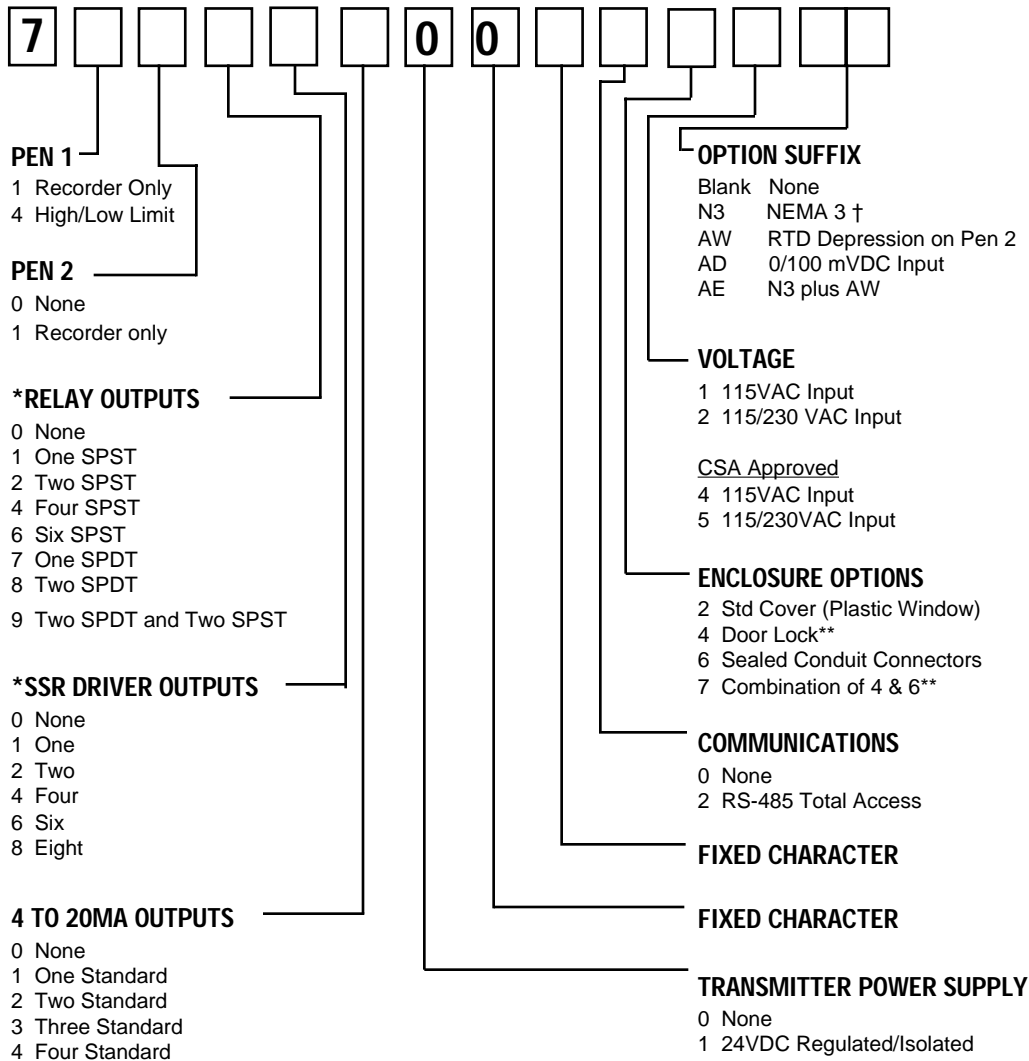 7 0 0
PEN 1
1 Recorder Only
4 High/Low Limit
PEN 2
0 None
1 Recorder only
*RELAY OUTPUTS
0 None
1 One SPST
2 Two SPST
4 Four SPST
6 Six SPST
7 One SPDT
8 Two SPDT
9 Two SPDT and Two SPST
*SSR DRIVER OUTPUTS
0 None
1 One
2 Two
4 Four
6 Six
8 Eight
4 TO 20MA OUTPUTS
0 None
1 One Standard
2 Two Standard
3 Three Standard
4 Four Standard
OPTION SUFFIX
Blank None
N3 NEMA 3 †
AW RTD Depression on Pen 2
AD 0/100 mVDC Input
AE N3 plus AW
VOLTAGE
1 115VAC Input
2 115/230 VAC Input
CSA Approved
4 115VAC Input
5 115/230VAC Input
ENCLOSURE OPTIONS
2 Std Cover (Plastic Window)
4 Door Lock**
6 Sealed Conduit Connectors
7 Combination of 4 & 6**
COMMUNICATIONS
0 None
2 RS-485 Total Access
FIXED CHARACTER
FIXED CHARACTER
TRANSMITTER POWER SUPPLY
0 None
1 24VDC Regulated/Isolated